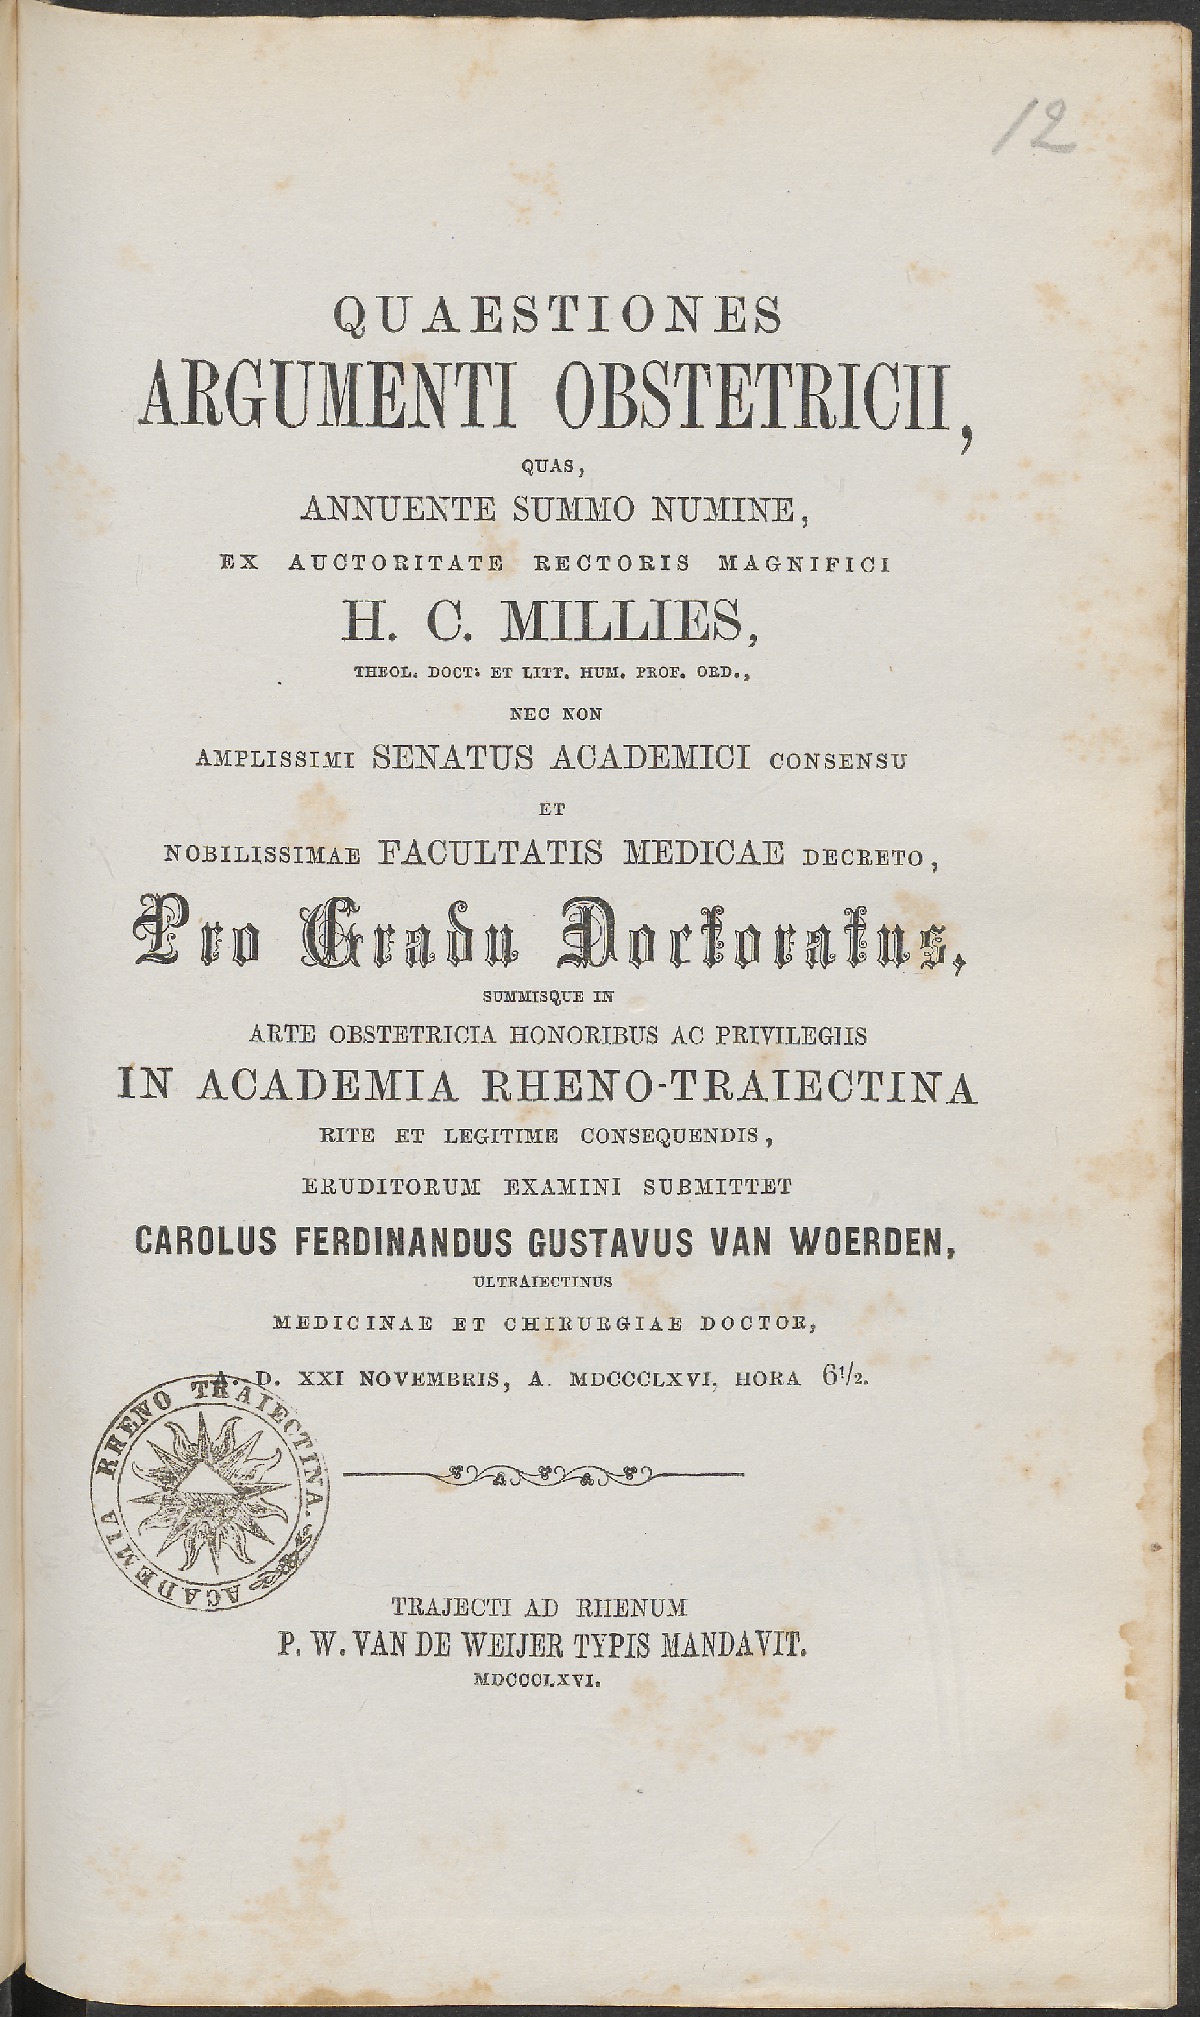 12
QUAESTIONES
ARGUMENTI OBSTETRICII,
QUAS,
ANNUENTE SUMMO NUMINE,
EX AUCTORITATE RECTORIS MAGNIFICI
H. C. MILLIES,
THEOL. DOCT. ET LITT. HUM. PROF. ORD.,
NEC NON
AMPLISSIMI SENATUS ACADEMICI CONSENSU
ET
NOBILISSIMAE FACULTATIS MEDICAE DECRETO,
Pro Gradu Doctoratus,
SUMMISQUE IN
ARTE OBSTETRICIA HONORIBUS AC PRIVILEGIIS
IN ACADEMIA RHENO-TRAIECTINA
RITE ET LEGITIME CONSEQUENDIS,
ERUDITORUM EXAMINI SUBMITTET
CAROLUS FERDINANDUS GUSTAVUS VAN WOERDEN,
ULTRAIECTINUS
MEDICINAE ET CHIRURGIAE DOCTOR,
A. D. XXI NOVEMBRIS, A. MDCCCLXVI, HORA 6 1/2.
ACADEMIA RHENO TRAIECTINA.
TRAJECTI AD RHENUM
P. W. VAN DE WEIJER TYPIS MANDAVIT.
MDCCCLXVI.